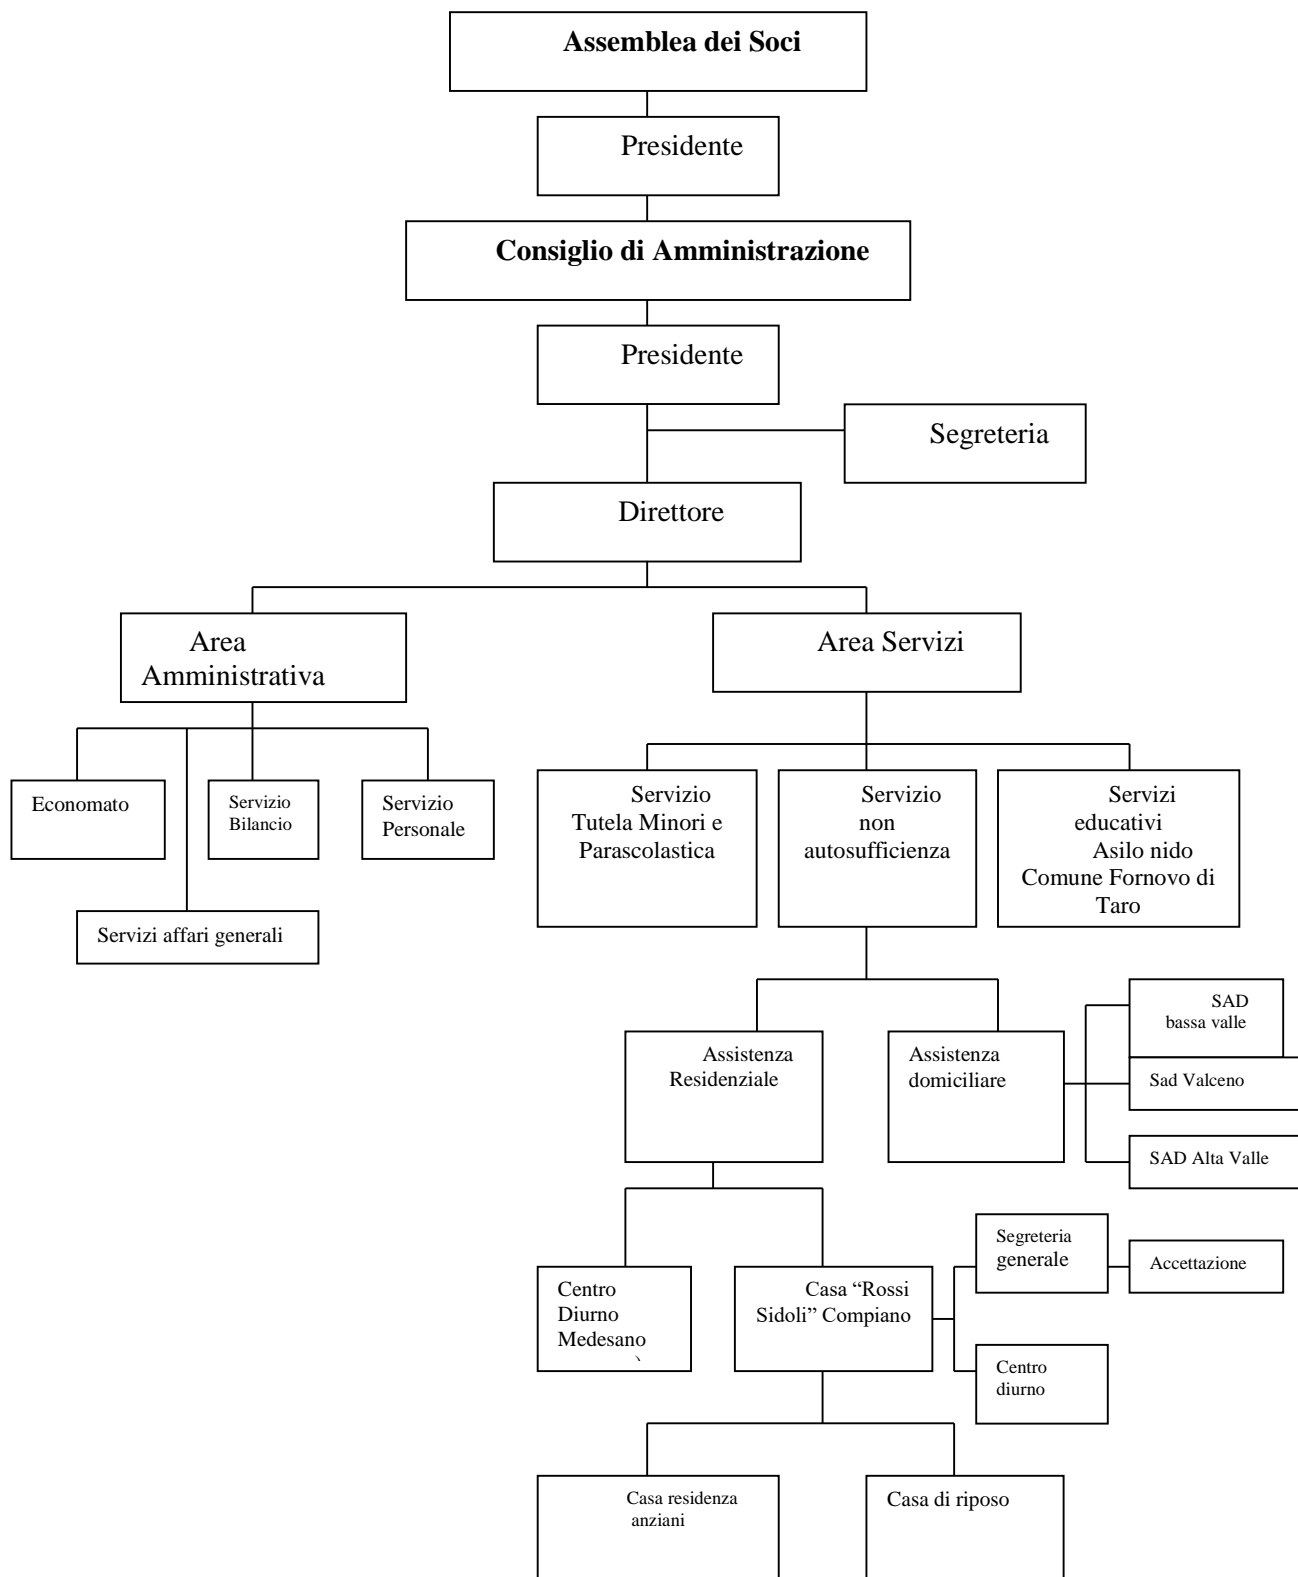 Assemblea dei Soci
Presidente
Consiglio di Amministrazione
Presidente
Segreteria
Direttore
Area
Amministrativa
Area Servizi
Economato
Servizio
Bilancio
Servizio
Personale
Servizi affari generali
Servizio
Tutela Minori e
Parascolastica
Servizio
non
autosufficienza
Servizi
educativi
Asilo nido
Comune Fornovo di
Taro
Assistenza
Residenziale
Assistenza
domiciliare
SAD
bassa valle
Sad Valceno
SAD Alta Valle
Centro
Diurno
Medesano
`
Casa “Rossi
Sidoli” Compiano
Segreteria
generale
Accettazione
Centro
diurno
Casa residenza
anziani
Casa di riposo